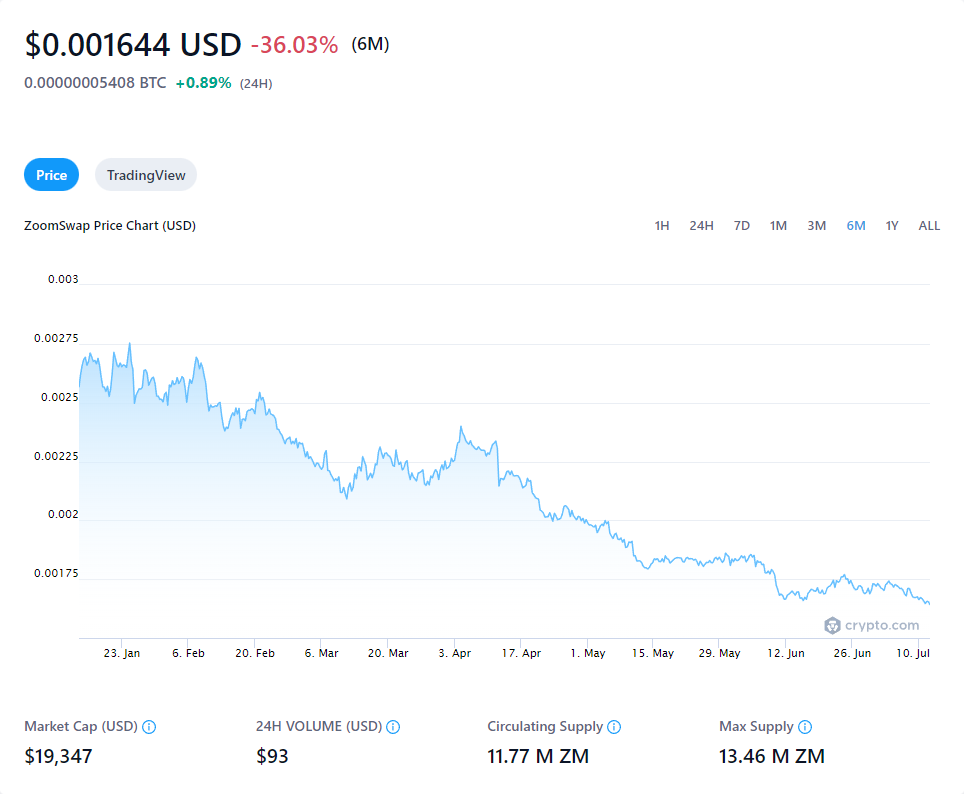 $0.001644 USD -36.03% (6M)
0.00000005408 BTC +0.89% (24H)
Price TradingView
ZoomSwap Price Chart (USD) 1H 24H 7D 1M 3M 6M 1Y ALL
0.003
0.00275
0.0025
0.00225
0.002
0.00175
crypto.com
23. Jan 6. Feb 20. Feb 6. Mar 20. Mar 3. Apr 17. Apr 1. May 15. May 29. May 12. Jun 26. Jun 10. Jul
Market Cap (USD) 24H VOLUME (USD) Circulating Supply Max Supply
$19,347 $93 11.77 M ZM 13.46 M ZM